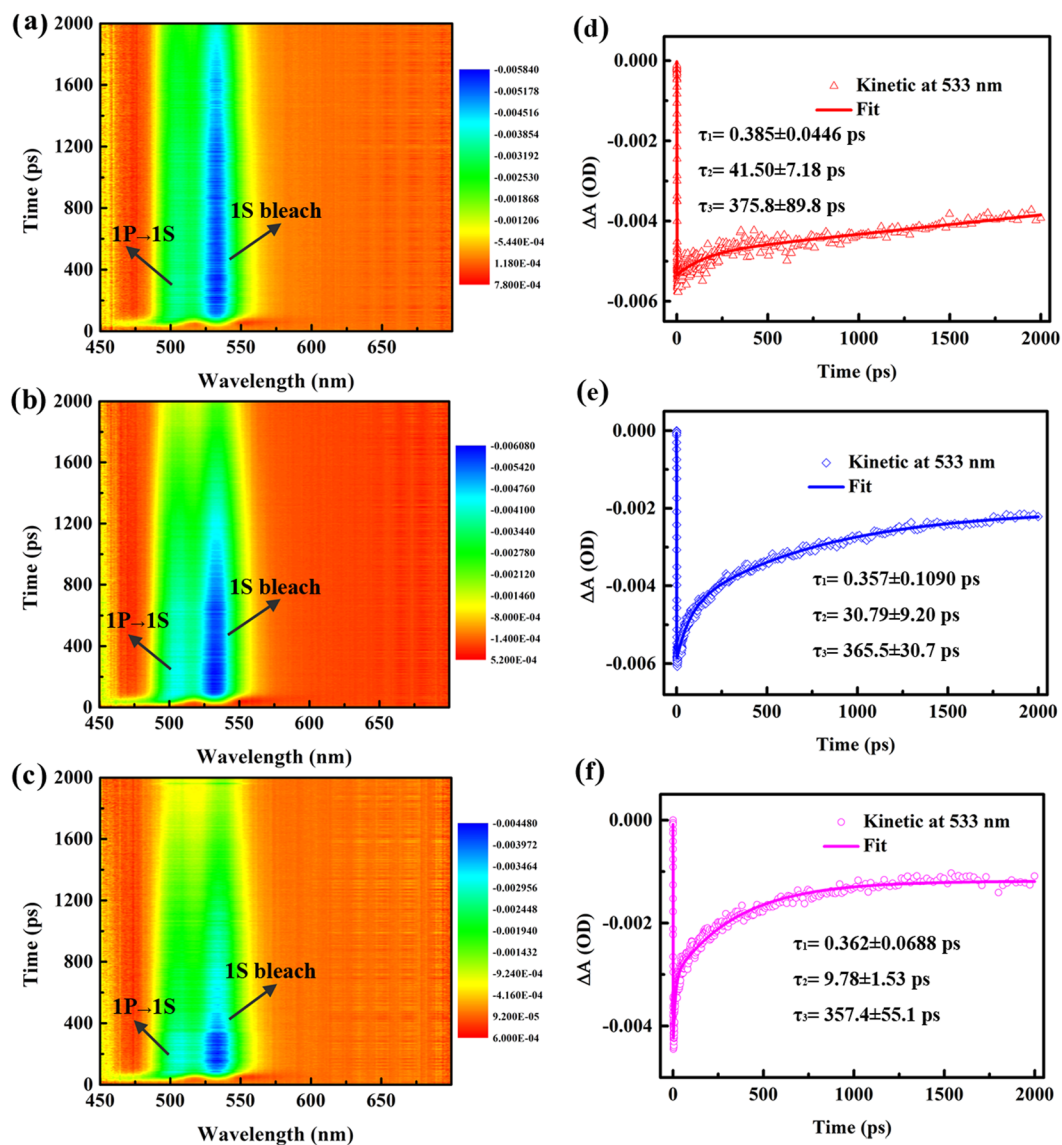 (a)
2000
1600
1200
800
400
0
Time (ps)
1P→1S
1S bleach
450 500 550 600 650
Wavelength (nm)
-0.005840
-0.005178
-0.004516
-0.003854
-0.003192
-0.002530
-0.001868
-0.001206
-5.440E-04
1.180E-04
7.800E-04
(d)
0.000
-0.002
-0.004
-0.006
ΔA (OD)
Kinetic at 533 nm
Fit
τ1= 0.385±0.0446 ps
τ2= 41.50±7.18 ps
τ3= 375.8±89.8 ps
0 500 1000 1500 2000
Time (ps)
(b)
2000
1600
1200
800
400
0
Time (ps)
1P→1S
1S bleach
450 500 550 600 650
Wavelength (nm)
-0.006080
-0.005420
-0.004760
-0.004100
-0.003440
-0.002780
-0.002120
-0.001460
-8.000E-04
-1.400E-04
5.200E-04
(e)
0.000
-0.002
-0.004
-0.006
ΔA (OD)
Kinetic at 533 nm
Fit
τ1= 0.357±0.1090 ps
τ2= 30.79±9.20 ps
τ3= 365.5±30.7 ps
0 500 1000 1500 2000
Time (ps)
(c)
2000
1600
1200
800
400
0
Time (ps)
1P→1S
1S bleach
450 500 550 600 650
Wavelength (nm)
-0.004480
-0.003972
-0.003464
-0.002956
-0.002448
-0.001940
-0.001432
-9.240E-04
-4.160E-04
9.200E-05
6.000E-04
(f)
0.000
-0.002
-0.004
ΔA (OD)
Kinetic at 533 nm
Fit
τ1= 0.362±0.0688 ps
τ2= 9.78±1.53 ps
τ3= 357.4±55.1 ps
0 500 1000 1500 2000
Time (ps)